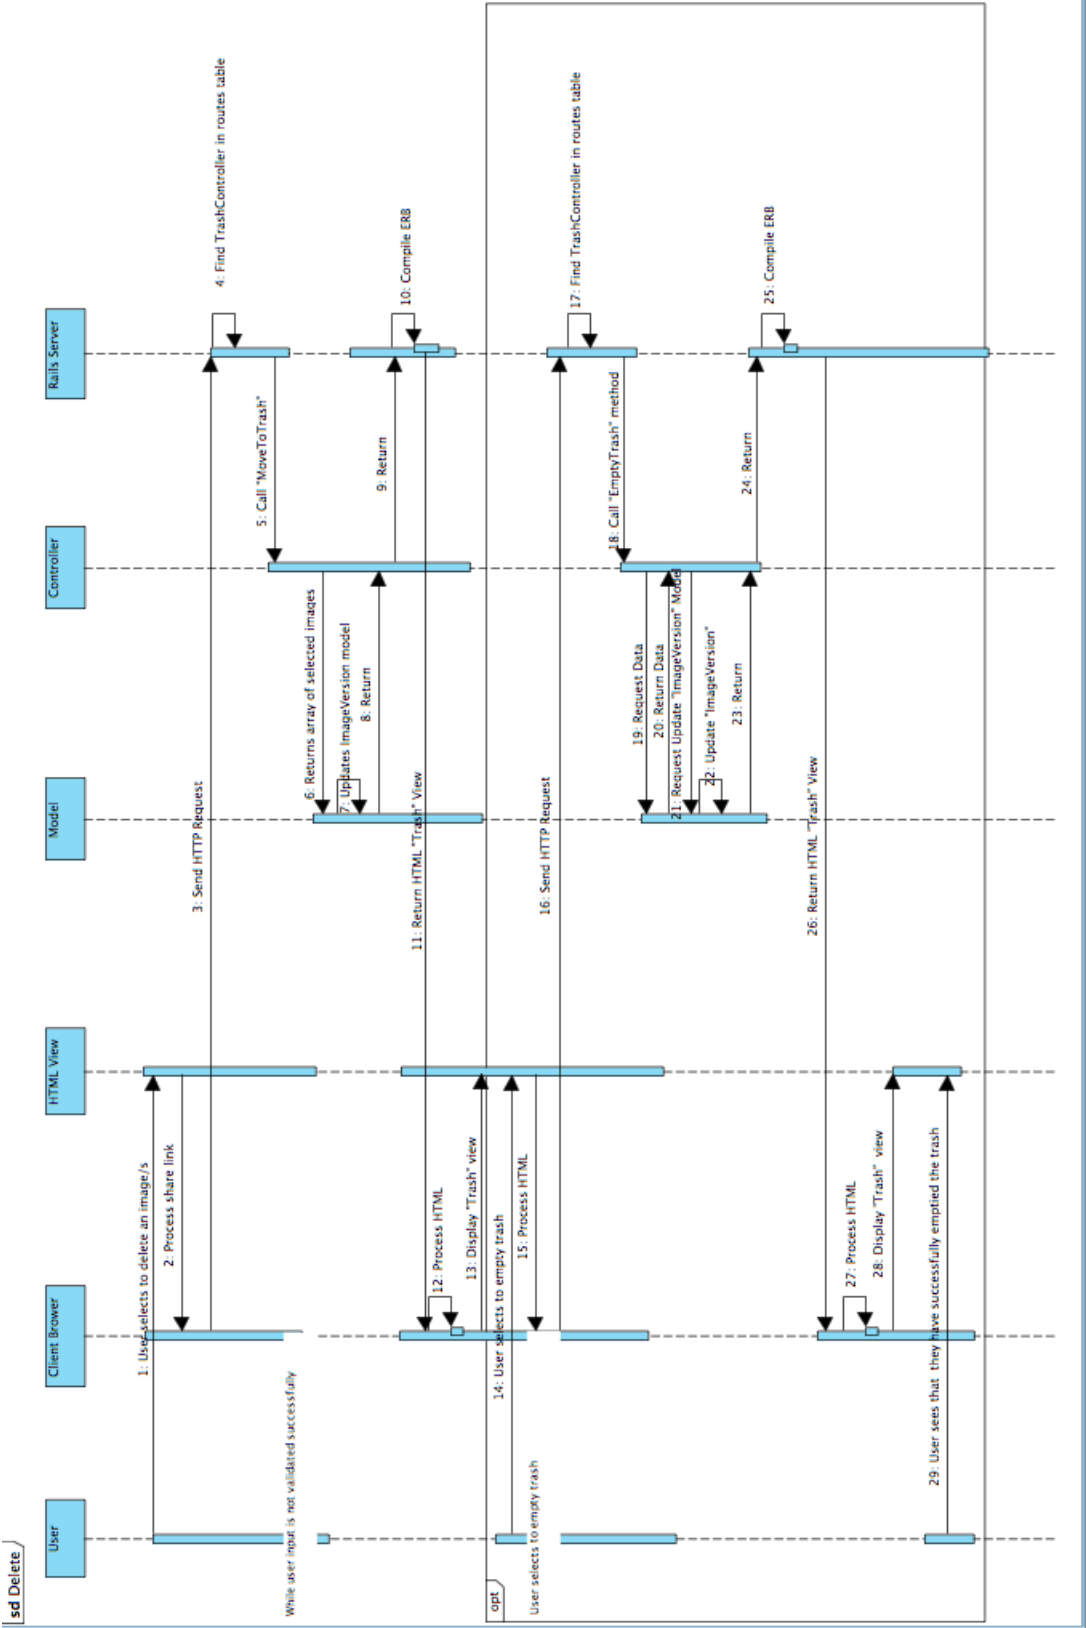 sd Delete
User
Client Brower
HTML View
Model
Controller
Rails Server
1: User selects to delete an image/s
2: Process share link
3: Send HTTP Request
4: Find TrashController in routes table
5: Call "MoveToTrash"
While user input is not validated successfully
6: Returns array of selected images
7: Updates ImageVersion model
8: Return
9: Return
10: Compile ERB
11: Return HTML "Trash" View
12: Process HTML
13: Display "Trash" view
opt
14: User selects to empty trash
15: Process HTML
User selects to empty trash
16: Send HTTP Request
17: Find TrashController in routes table
18: Call "EmptyTrash" method
19: Request Data
20: Return Data
21: Request Update "ImageVersion" Model
22: Update "ImageVersion"
23: Return
24: Return
25: Compile ERB
26: Return HTML "Trash" View
27: Process HTML
28: Display "Trash" view
29: User sees that they have successfully emptied the trash